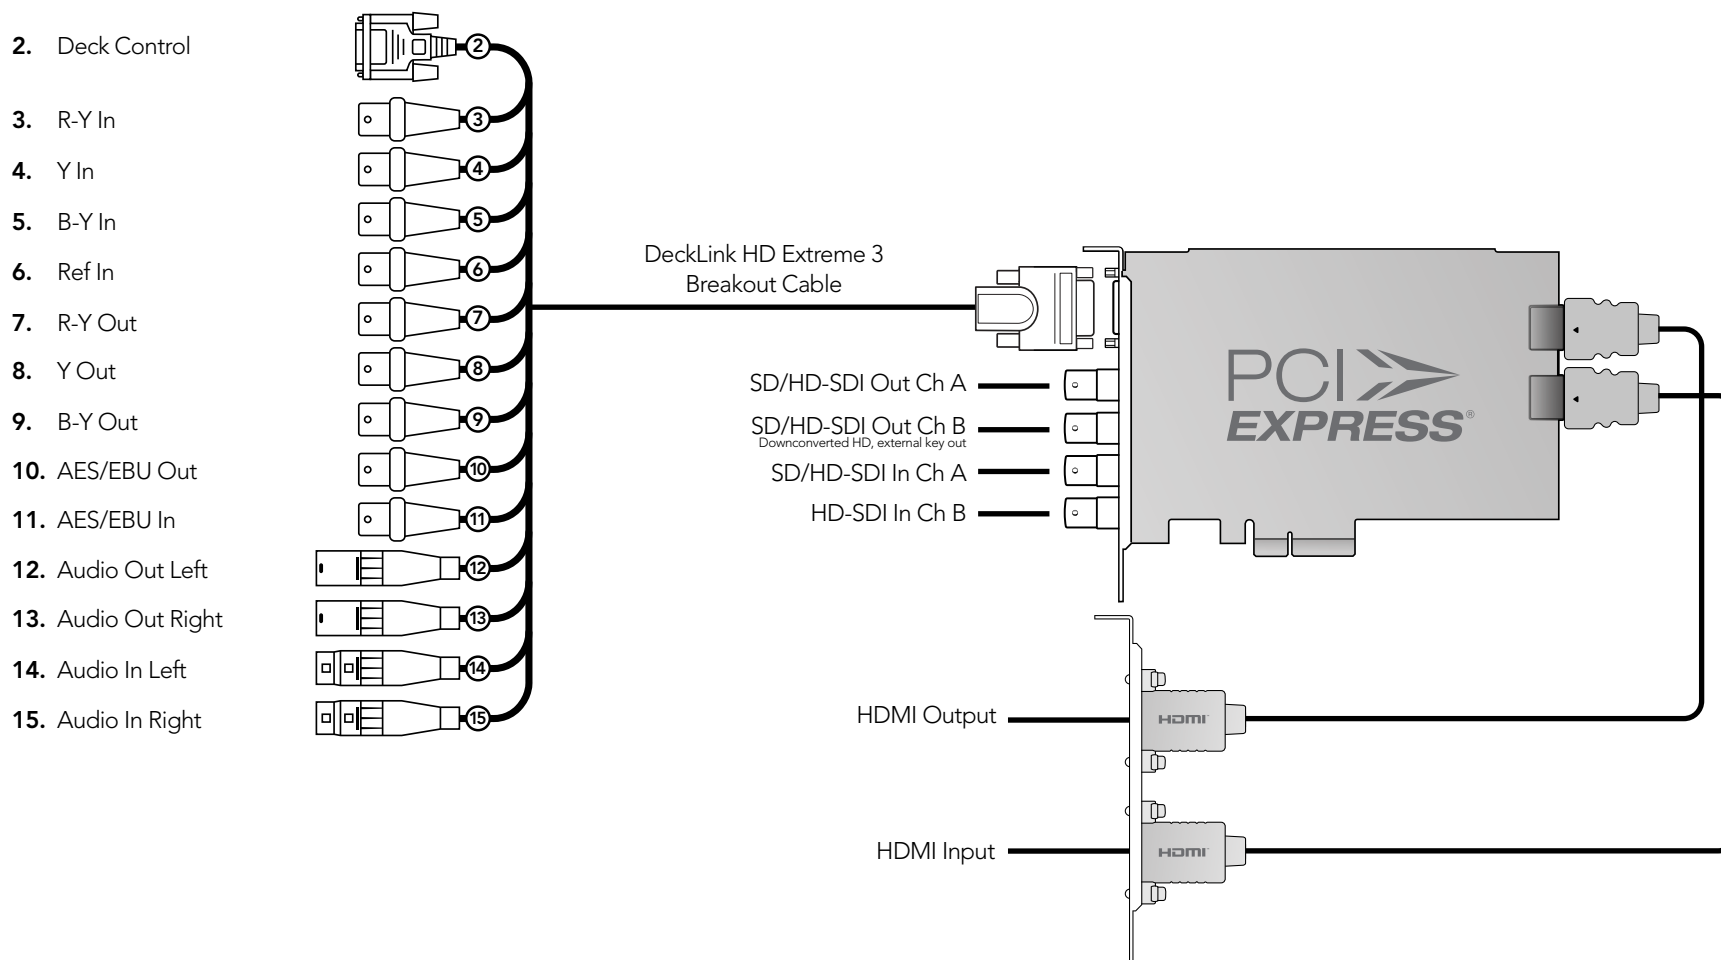 2. Deck Control
3. R-Y In
4. Y In
5. B-Y In
6. Ref In
7. R-Y Out
8. Y Out
9. B-Y Out
10. AES/EBU Out
11. AES/EBU In
12. Audio Out Left
13. Audio Out Right
14. Audio In Left
15. Audio In Right
2
3
4
5
6
7
8
9
10
11
12
13
14
15
DeckLink HD Extreme 3
Breakout Cable
SD/HD-SDI Out Ch A
SD/HD-SDI Out Ch B
Downconverted HD, external key out
SD/HD-SDI In Ch A
HD-SDI In Ch B
PCI
EXPRESS®
HDMI Output
HDMI
HDMI Input
HDMI